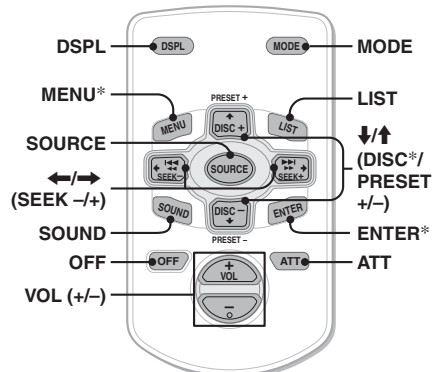 DSPL
DSPL
MODE
MODE
MENU*
MENU
PRESET +
DISC +
LIST
LIST
SOURCE
SOURCE
↓/↑
(DISC*/
PRESET
+/–)
←/→
(SEEK –/+)
SEEK–
SEEK+
SOUND
SOUND
DISC –
PRESET –
ENTER
ENTER*
OFF
OFF
ATT
ATT
VOL (+/–)
+
VOL
–